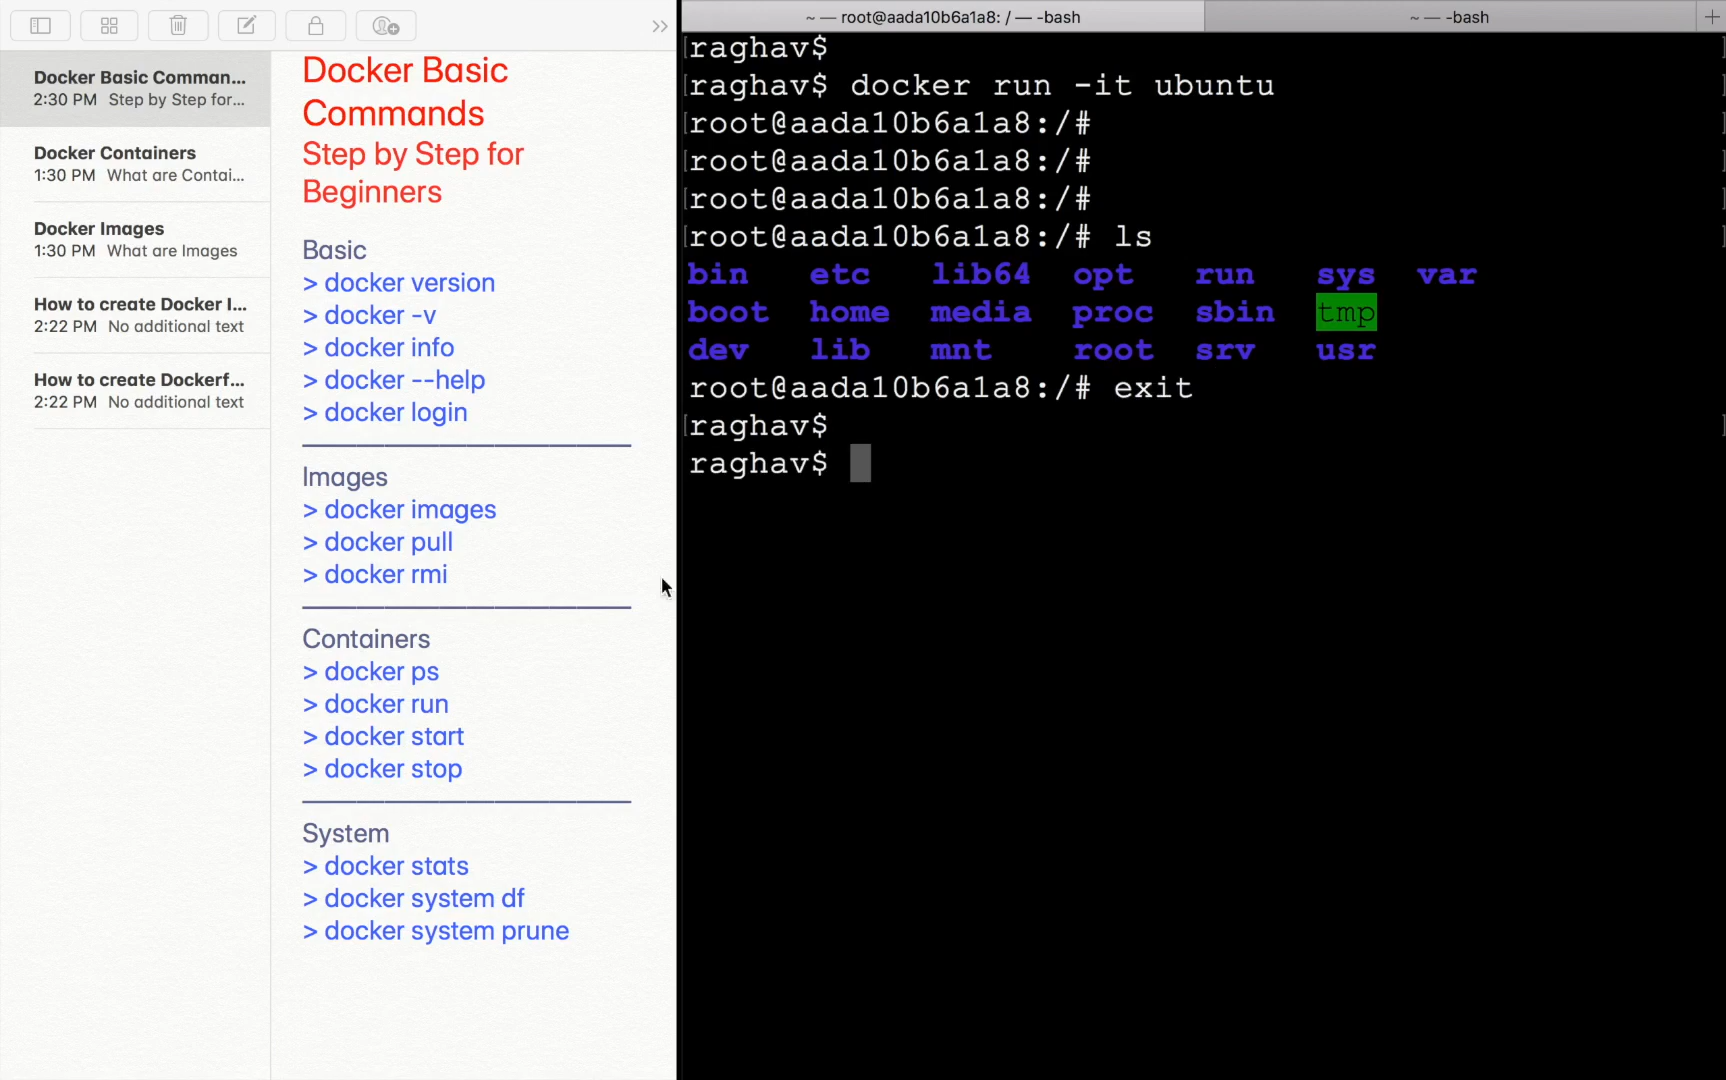 Docker Basic Comman...
2:30 PM Step by Step for...
Docker Containers
1:30 PM What are Contai...
Docker Images
1:30 PM What are Images
How to create Docker I...
2:22 PM No additional text
How to create Dockerf...
2:22 PM No additional text
Docker Basic
Commands
Step by Step for
Beginners
Basic
> docker version
> docker -v
> docker info
> docker --help
> docker login
Images
> docker images
> docker pull
> docker rmi
Containers
> docker ps
> docker run
> docker start
> docker stop
System
> docker stats
> docker system df
> docker system prune
~ — root@aada10b6a1a8: / — -bash
~ — -bash
raghav$
raghav$ docker run -it ubuntu
root@aada10b6a1a8:/#
root@aada10b6a1a8:/#
root@aada10b6a1a8:/#
root@aada10b6a1a8:/# ls
bin etc lib64 opt run sys var
boot home media proc sbin tmp
dev lib mnt root srv usr
root@aada10b6a1a8:/# exit
raghav$
raghav$